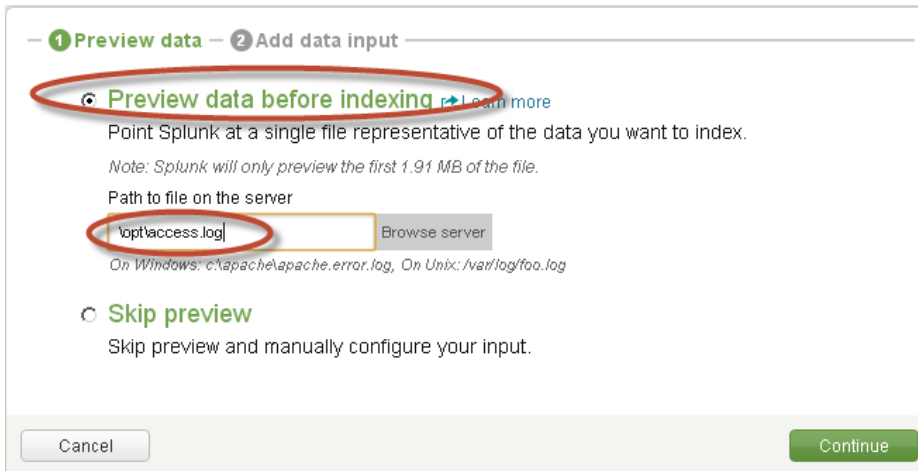 1 Preview data 2 Add data input
Preview data before indexing Learn more
Point Splunk at a single file representative of the data you want to index.
Note: Splunk will only preview the first 1.91 MB of the file.
Path to file on the server
\opt\access.log Browse server
On Windows: c:\apache\apache.error.log, On Unix: /var/log/foo.log
Skip preview
Skip preview and manually configure your input.
Cancel Continue